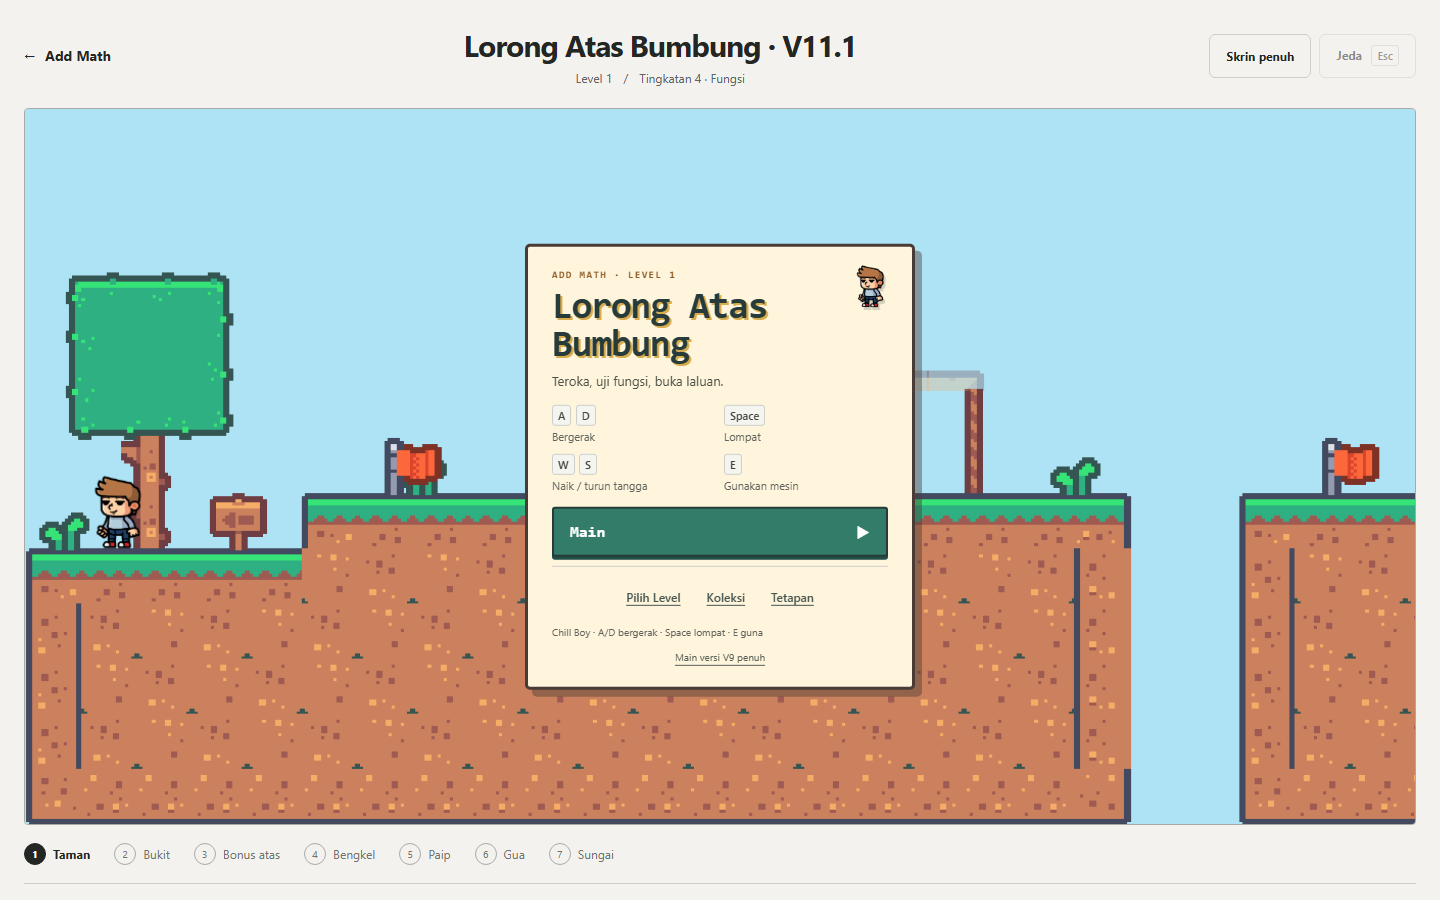 ← Add Math
Lorong Atas Bumbung · V11.1
Level 1 / Tingkatan 4 · Fungsi
Skrin penuh
Jeda Esc
ADD MATH · LEVEL 1
Lorong Atas
Bumbung
Teroka, uji fungsi, buka laluan.
A D
Bergerak
Space
Lompat
W S
Naik / turun tangga
E
Gunakan mesin
Main
Pilih Level Koleksi Tetapan
Chill Boy · A/D bergerak · Space lompat · E guna
Main versi V9 penuh
1 Taman 2 Bukit 3 Bonus atas 4 Bengkel 5 Paip 6 Gua 7 Sungai